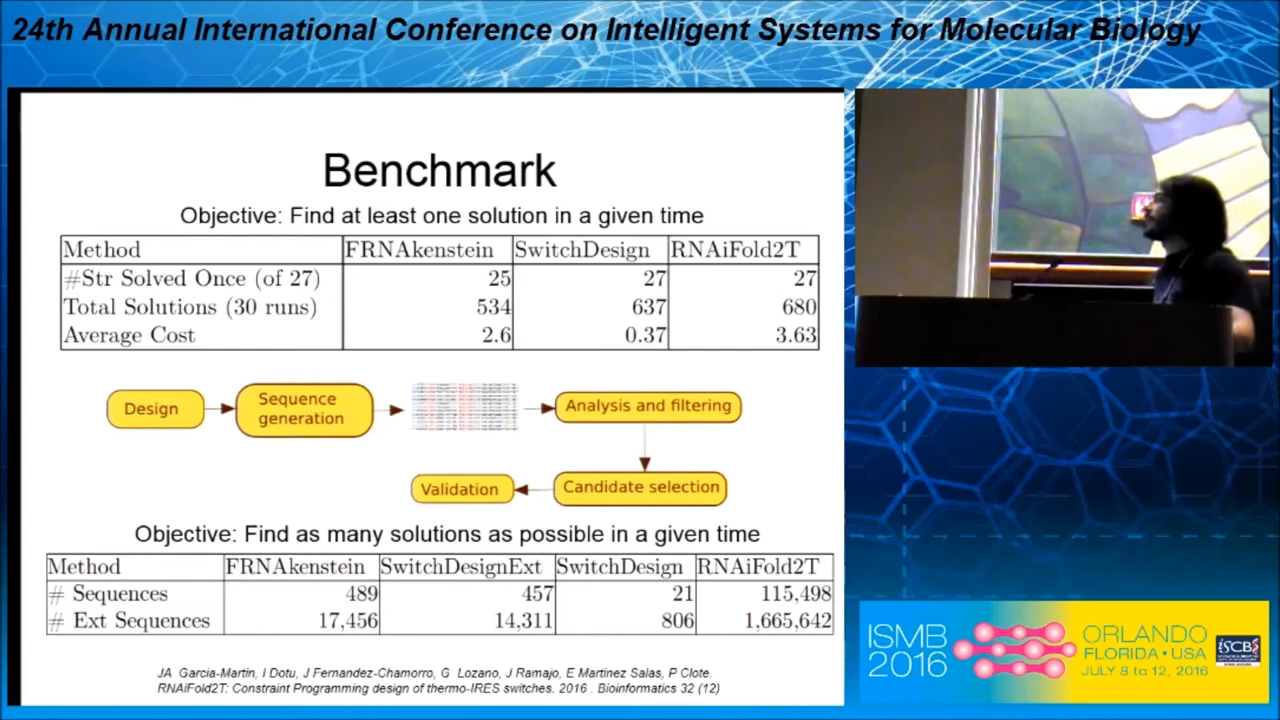 24th Annual International Conference on Intelligent Systems for Molecular Biology
Benchmark
Objective: Find at least one solution in a given time
Method FRNAkenstein SwitchDesign RNAiFold2T
#Str Solved Once (of 27) 25 27 27
Total Solutions (30 runs) 534 637 680
Average Cost 2.6 0.37 3.63
Design
Sequence
generation
Analysis and filtering
Candidate selection
Validation
Objective: Find as many solutions as possible in a given time
Method FRNAkenstein SwitchDesignExt SwitchDesign RNAiFold2T
# Sequences 489 457 21 115,498
# Ext Sequences 17,456 14,311 806 1,665,642
JA Garcia-Martin, I Dotu, J Fernandez-Chamorro, G Lozano, J Ramajo, E Martinez Salas, P Clote.
RNAiFold2T: Constraint Programming design of thermo-IRES switches. 2016 . Bioinformatics 32 (12)
ISMB
2016
ORLANDO
FLORIDA • USA
JULY 8 to 12, 2016
ISCB